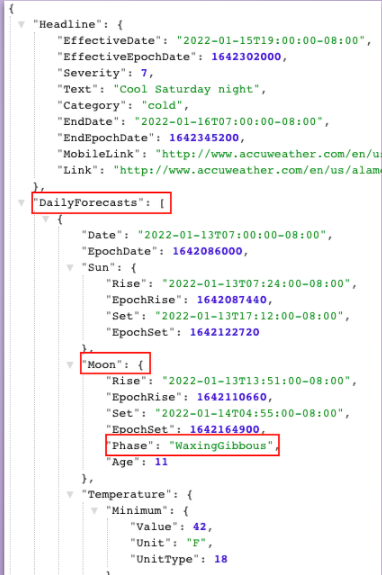 {
"Headline": {
"EffectiveDate": "2022-01-15T19:00:00-08:00",
"EffectiveEpochDate": 1642302000,
"Severity": 7,
"Text": "Cool Saturday night",
"Category": "cold",
"EndDate": "2022-01-16T07:00:00-08:00",
"EndEpochDate": 1642345200,
"MobileLink": "http://www.accuweather.com/en/us
"Link": "http://www.accuweather.com/en/us/alam
},
"DailyForecasts": [
{
"Date": "2022-01-13T07:00:00-08:00",
"EpochDate": 1642086000,
"Sun": {
"Rise": "2022-01-13T07:24:00-08:00",
"EpochRise": 1642087440,
"Set": "2022-01-13T17:12:00-08:00",
"EpochSet": 1642122720
},
"Moon": {
"Rise": "2022-01-13T13:51:00-08:00",
"EpochRise": 1642110660,
"Set": "2022-01-14T04:55:00-08:00",
"EpochSet": 1642164900,
"Phase": "WaxingGibbous",
"Age": 11
},
"Temperature": {
"Minimum": {
"Value": 42,
"Unit": "F",
"UnitType": 18
}